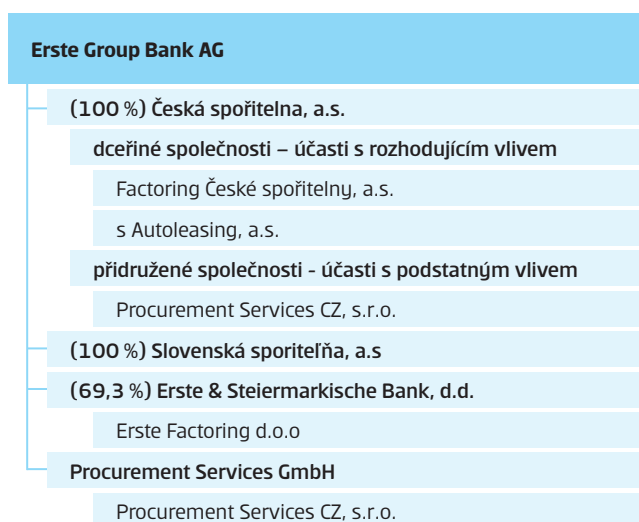 Erste Group Bank AG
(100 %) Česká spořitelna, a.s.
dceřiné společnosti – účasti s rozhodujícím vlivem
Factoring České spořitelny, a.s.
s Autoleasing, a.s.
přidružené společnosti - účasti s podstatným vlivem
Procurement Services CZ, s.r.o.
(100 %) Slovenská sporiteľňa, a.s
(69,3 %) Erste & Steiermarkische Bank, d.d.
Erste Factoring d.o.o
Procurement Services GmbH
Procurement Services CZ, s.r.o.